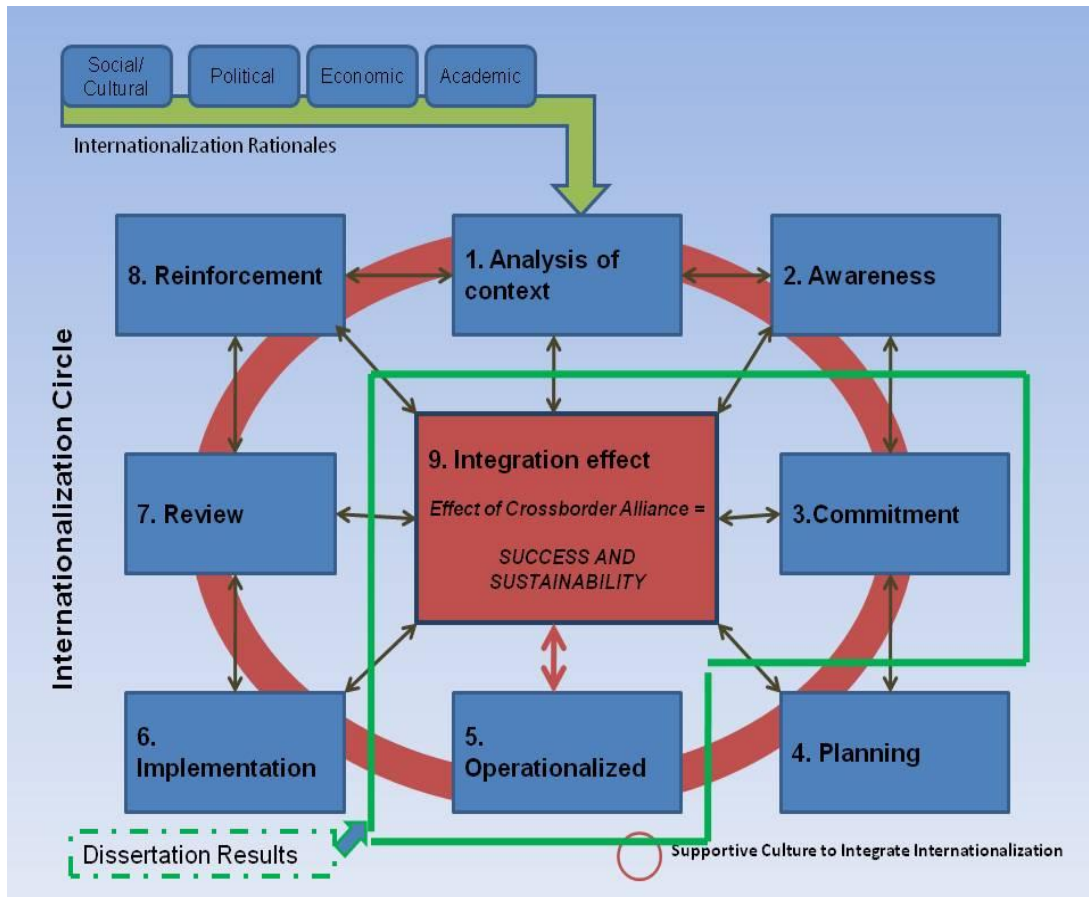 Social/
Cultural
Political
Economic
Academic
Internationalization Rationales
8. Reinforcement
1. Analysis of
context
2. Awareness
Internationalization Circle
7. Review
9. Integration effect
Effect of Crossborder Alliance =
SUCCESS AND
SUSTAINABILITY
3.Commitment
6.
Implementation
5.
Operationalized
4. Planning
Dissertation Results
Supportive Culture to Integrate Internationalization